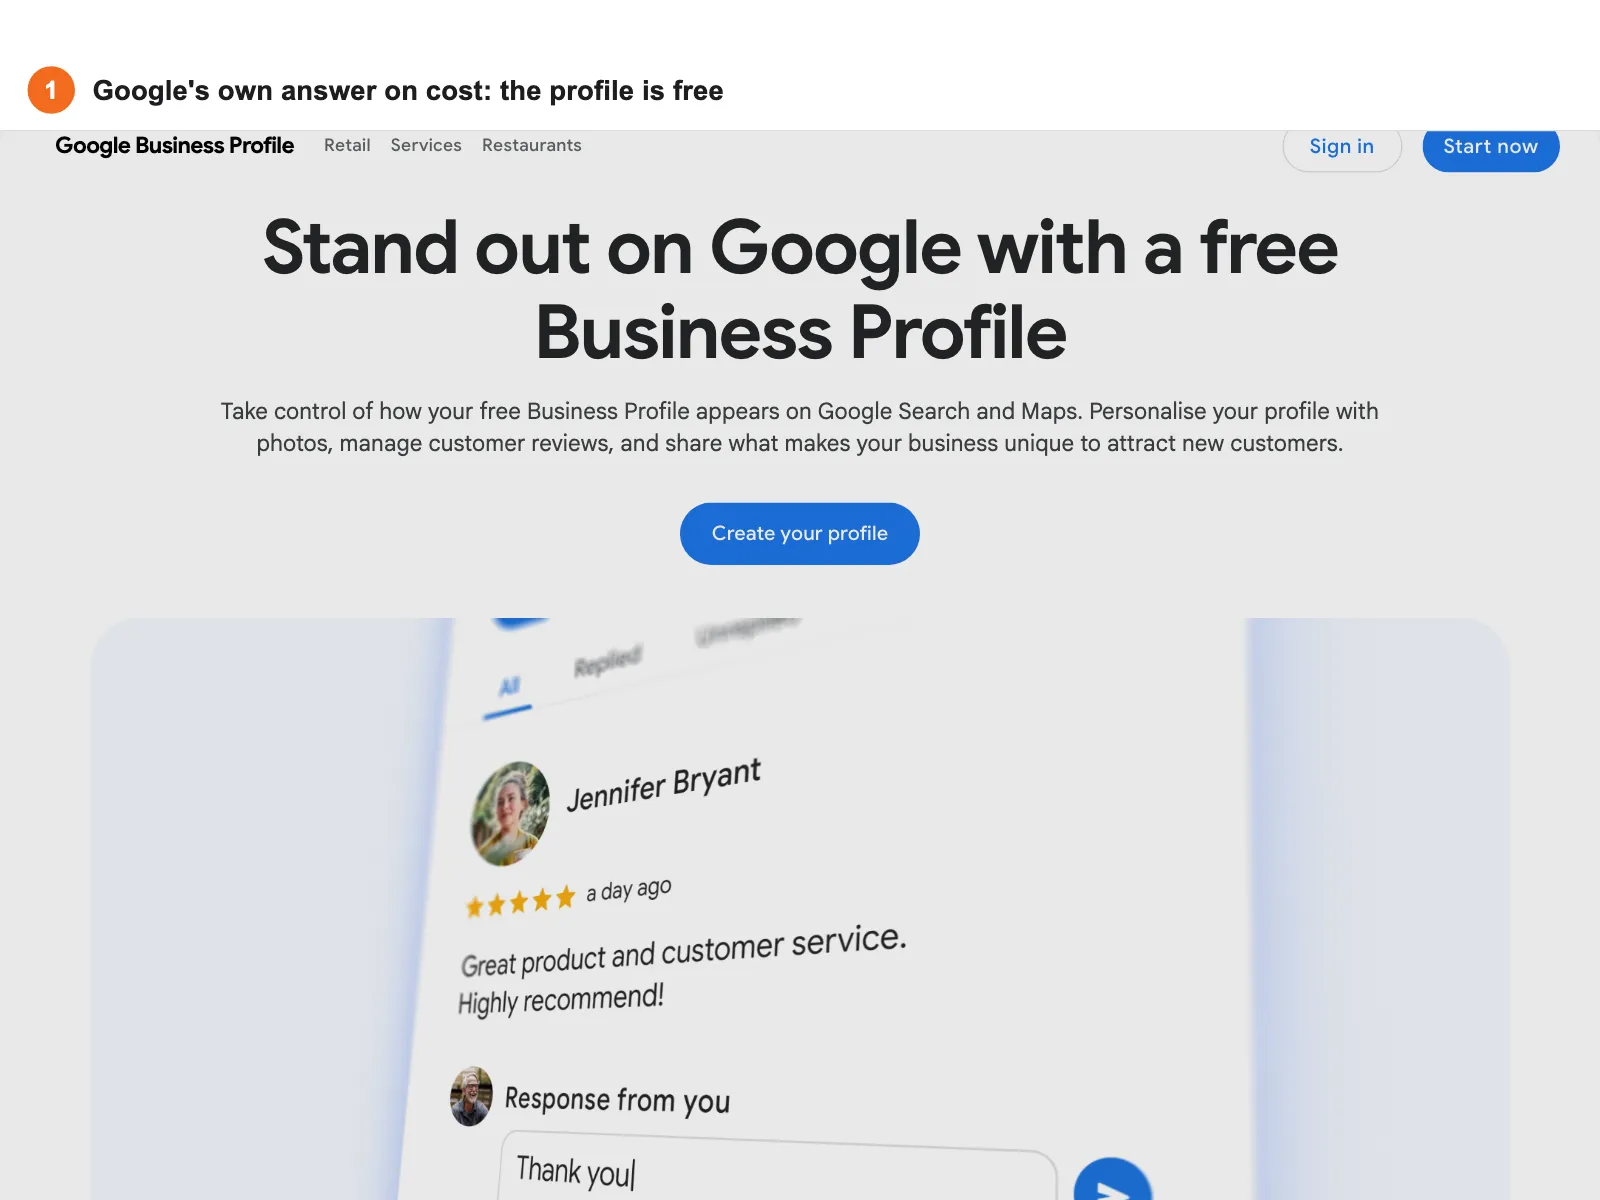 1 Google's own answer on cost: the profile is free
Google Business Profile Retail Services Restaurants Sign in Start now
Stand out on Google with a free
Business Profile
Take control of how your free Business Profile appears on Google Search and Maps. Personalise your profile with
photos, manage customer reviews, and share what makes your business unique to attract new customers.
Create your profile
All Replied
Jennifer Bryant
a day ago
Great product and customer service.
Highly recommend!
Response from you
Thank you